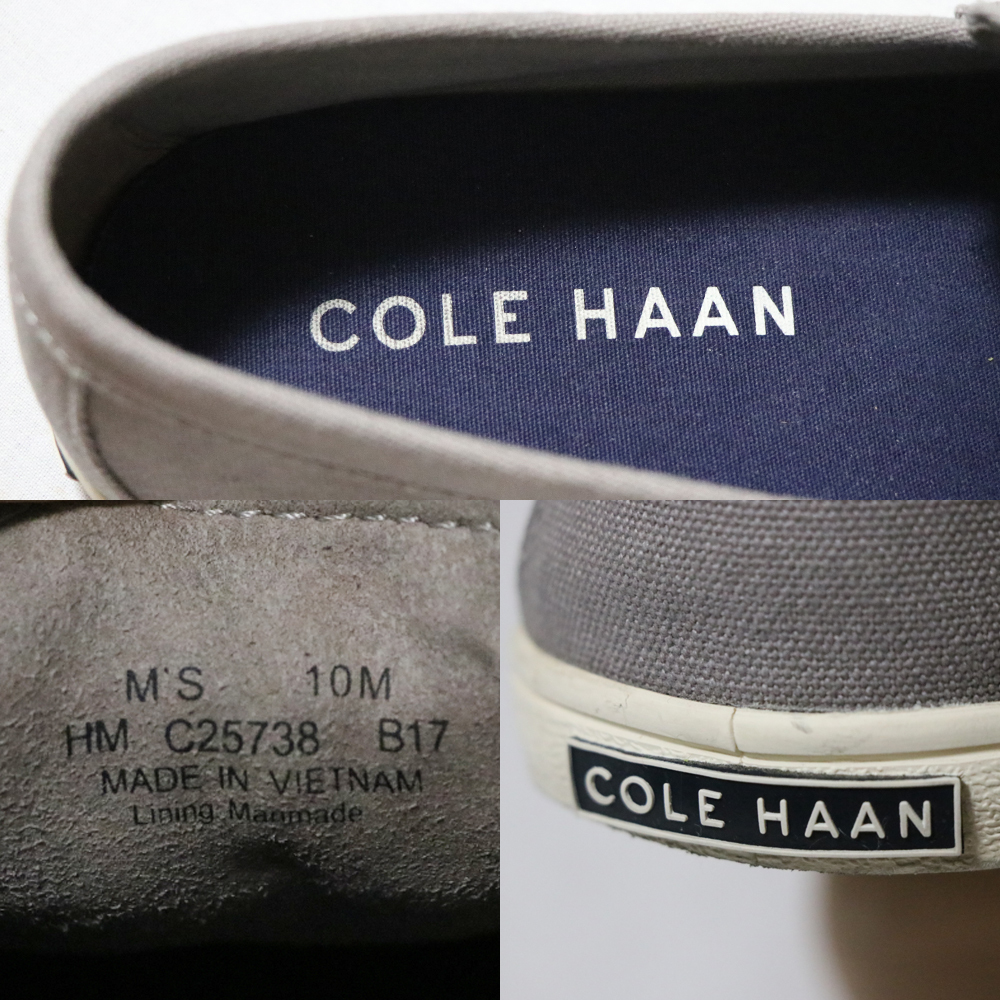 COLE HAAN
M'S 10M
HM C25738 B17
MADE IN VIETNAM
Lining Manmade
COLE HAAN